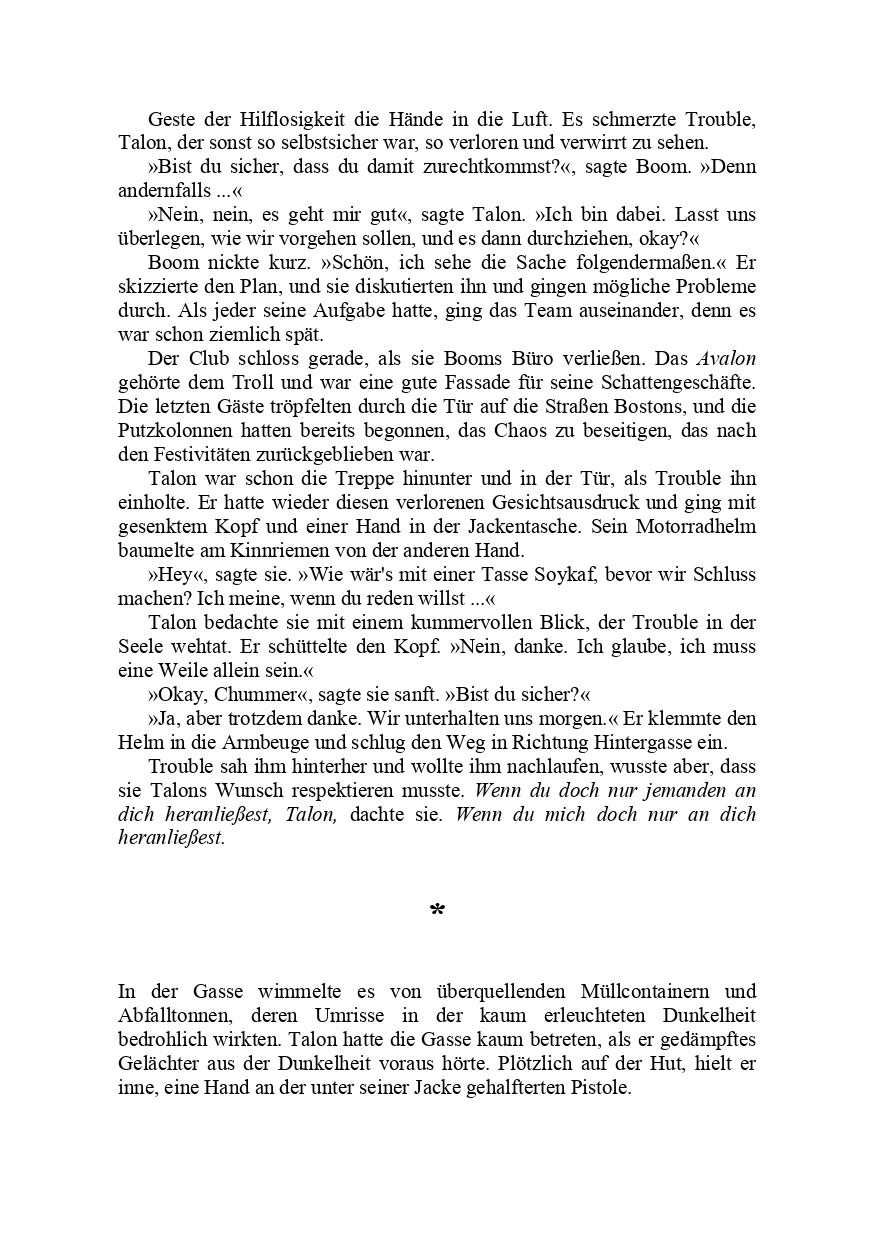 Geste der Hilflosigkeit die Hände in die Luft. Es schmerzte Trouble,
Talon, der sonst so selbstsicher war, so verloren und verwirrt zu sehen.
»Bist du sicher, dass du damit zurechtkommst?«, sagte Boom. »Denn
andernfalls ...«
»Nein, nein, es geht mir gut«, sagte Talon. »Ich bin dabei. Lasst uns
überlegen, wie wir vorgehen sollen, und es dann durchziehen, okay?«
Boom nickte kurz. »Schön, ich sehe die Sache folgendermaßen.« Er
skizzierte den Plan, und sie diskutierten ihn und gingen mögliche Probleme
durch. Als jeder seine Aufgabe hatte, ging das Team auseinander, denn es
war schon ziemlich spät.
Der Club schloss gerade, als sie Booms Büro verließen. Das Avalon
gehörte dem Troll und war eine gute Fassade für seine Schattengeschäfte.
Die letzten Gäste tröpfelten durch die Tür auf die Straßen Bostons, und die
Putzkolonnen hatten bereits begonnen, das Chaos zu beseitigen, das nach
den Festivitäten zurückgeblieben war.
Talon war schon die Treppe hinunter und in der Tür, als Trouble ihn
einholte. Er hatte wieder diesen verlorenen Gesichtsausdruck und ging mit
gesenktem Kopf und einer Hand in der Jackentasche. Sein Motorradhelm
baumelte am Kinnriemen von der anderen Hand.
»Hey«, sagte sie. »Wie wär's mit einer Tasse Soykaf, bevor wir Schluss
machen? Ich meine, wenn du reden willst ...«
Talon bedachte sie mit einem kummervollen Blick, der Trouble in der
Seele wehtat. Er schüttelte den Kopf. »Nein, danke. Ich glaube, ich muss
eine Weile allein sein.«
»Okay, Chummer«, sagte sie sanft. »Bist du sicher?«
»Ja, aber trotzdem danke. Wir unterhalten uns morgen.« Er klemmte den
Helm in die Armbeuge und schlug den Weg in Richtung Hintergasse ein.
Trouble sah ihm hinterher und wollte ihm nachlaufen, wusste aber, dass
sie Talons Wunsch respektieren musste. Wenn du doch nur jemanden an
dich heranließest, Talon, dachte sie. Wenn du mich doch nur an dich
heranließest.
*
In der Gasse wimmelte es von überquellenden Müllcontainern und
Abfalltonnen, deren Umrisse in der kaum erleuchteten Dunkelheit
bedrohlich wirkten. Talon hatte die Gasse kaum betreten, als er gedämpftes
Gelächter aus der Dunkelheit voraus hörte. Plötzlich auf der Hut, hielt er
inne, eine Hand an der unter seiner Jacke gehalfterten Pistole.